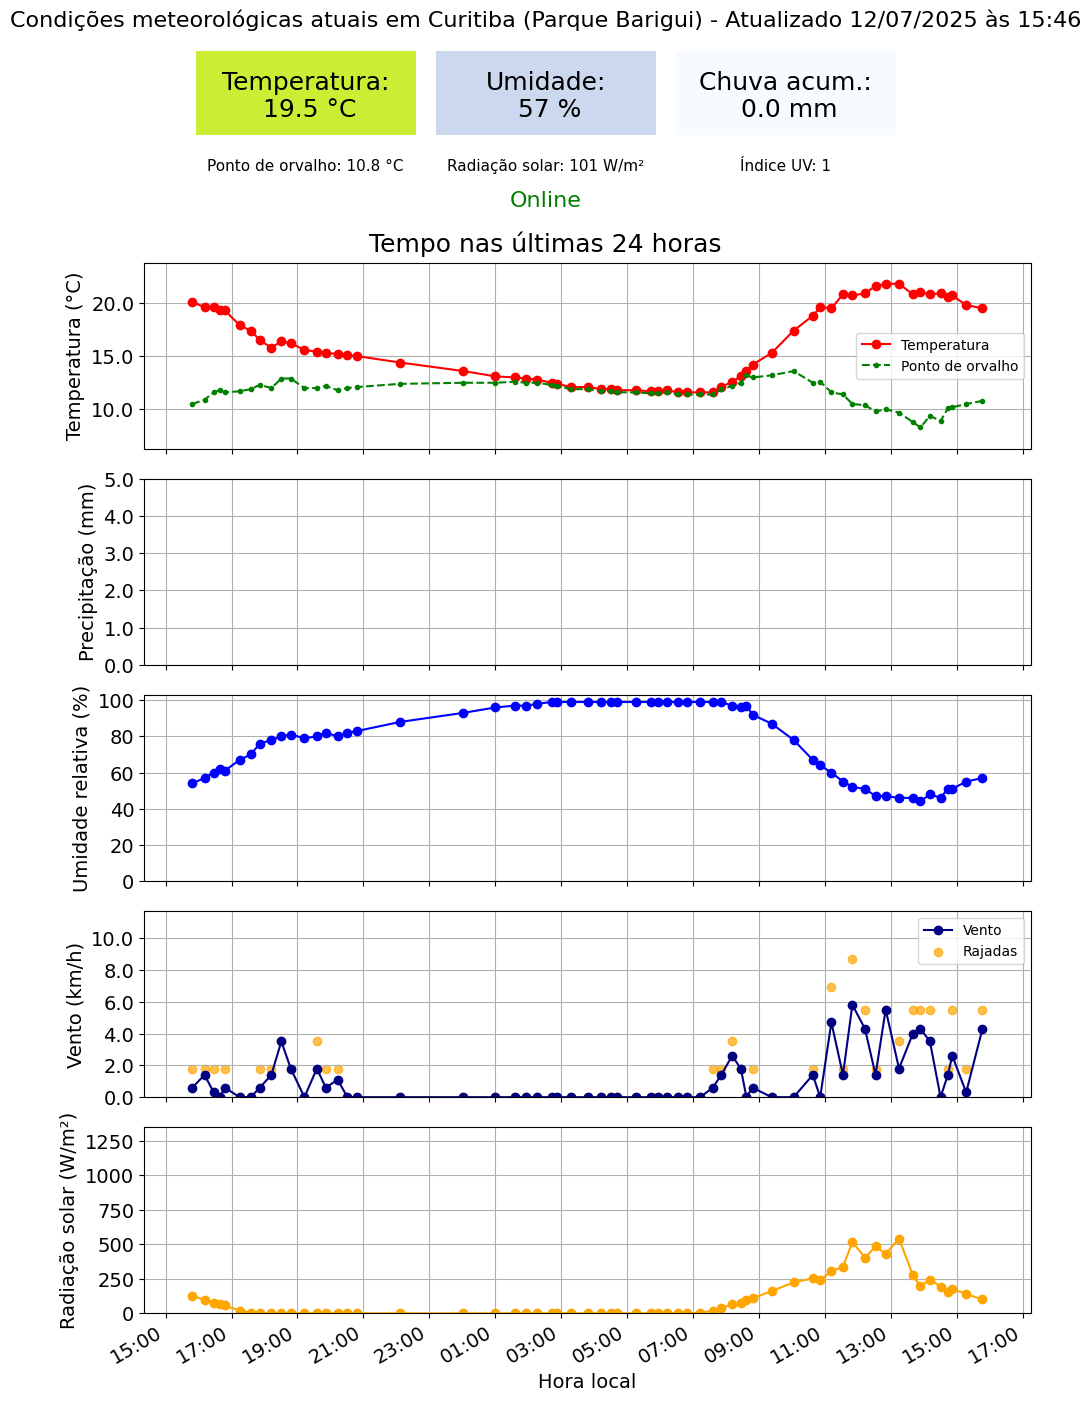 Condições meteorológicas atuais em Curitiba (Parque Barigui) - Atualizado 12/07/2025 às 15:46
Temperatura:
19.5 °C
Umidade:
57 %
Chuva acum.:
0.0 mm
Ponto de orvalho: 10.8 °C
Radiação solar: 101 W/m²
Índice UV: 1
Online
Tempo nas últimas 24 horas
Temperatura (°C)
20.0
15.0
10.0
Temperatura
Ponto de orvalho
Precipitação (mm)
5.0
4.0
3.0
2.0
1.0
0.0
Umidade relativa (%)
100
80
60
40
20
0
Vento (km/h)
10.0
8.0
6.0
4.0
2.0
0.0
Vento
Rajadas
Radiação solar (W/m²)
1250
1000
750
500
250
0
15:00
17:00
19:00
21:00
23:00
01:00
03:00
05:00
07:00
09:00
11:00
13:00
15:00
17:00
Hora local